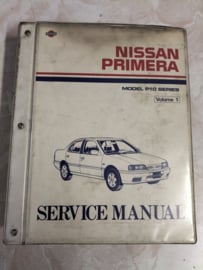 NISSAN
PRIMERA
MODEL P10 SERIES
Volume 1
SERVICE MANUAL